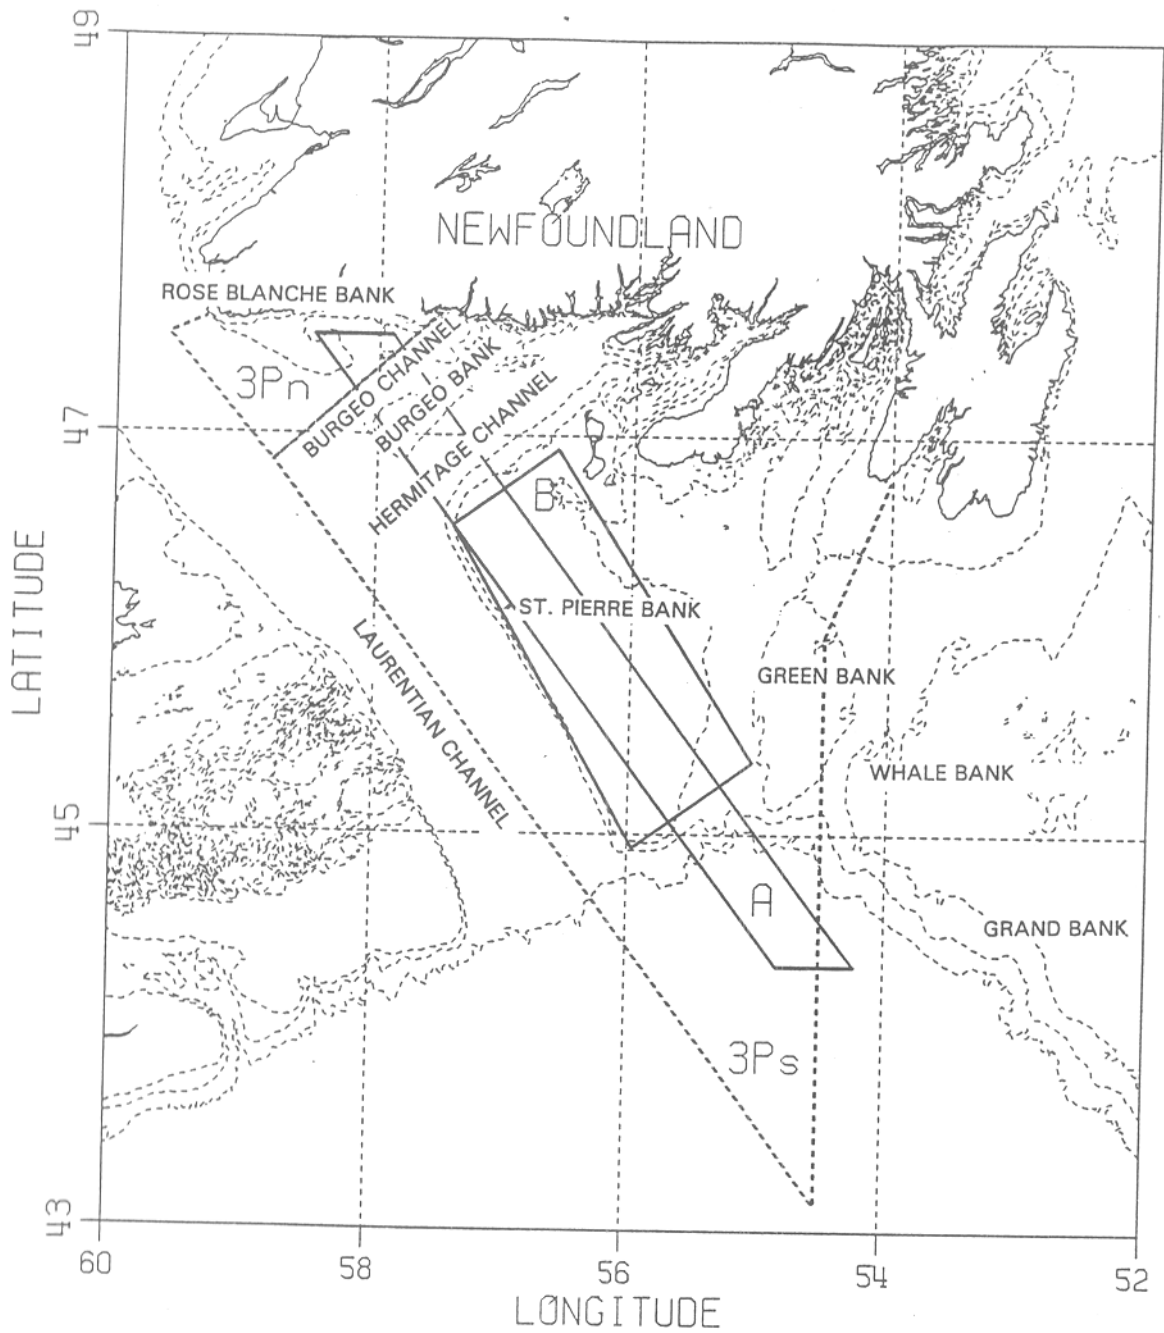 49
NEWFOUNDLAND
ROSE BLANCHE BANK
3Pn
BURGEO CHANNEL
BURGEO BANK
HERMITAGE CHANNEL
47
B
ST. PIERRE BANK
LATITUDE
LAURENTIAN CHANNEL
GREEN BANK
WHALE BANK
45
A
GRAND BANK
3Ps
43
60
58
56
54
52
LONGITUDE